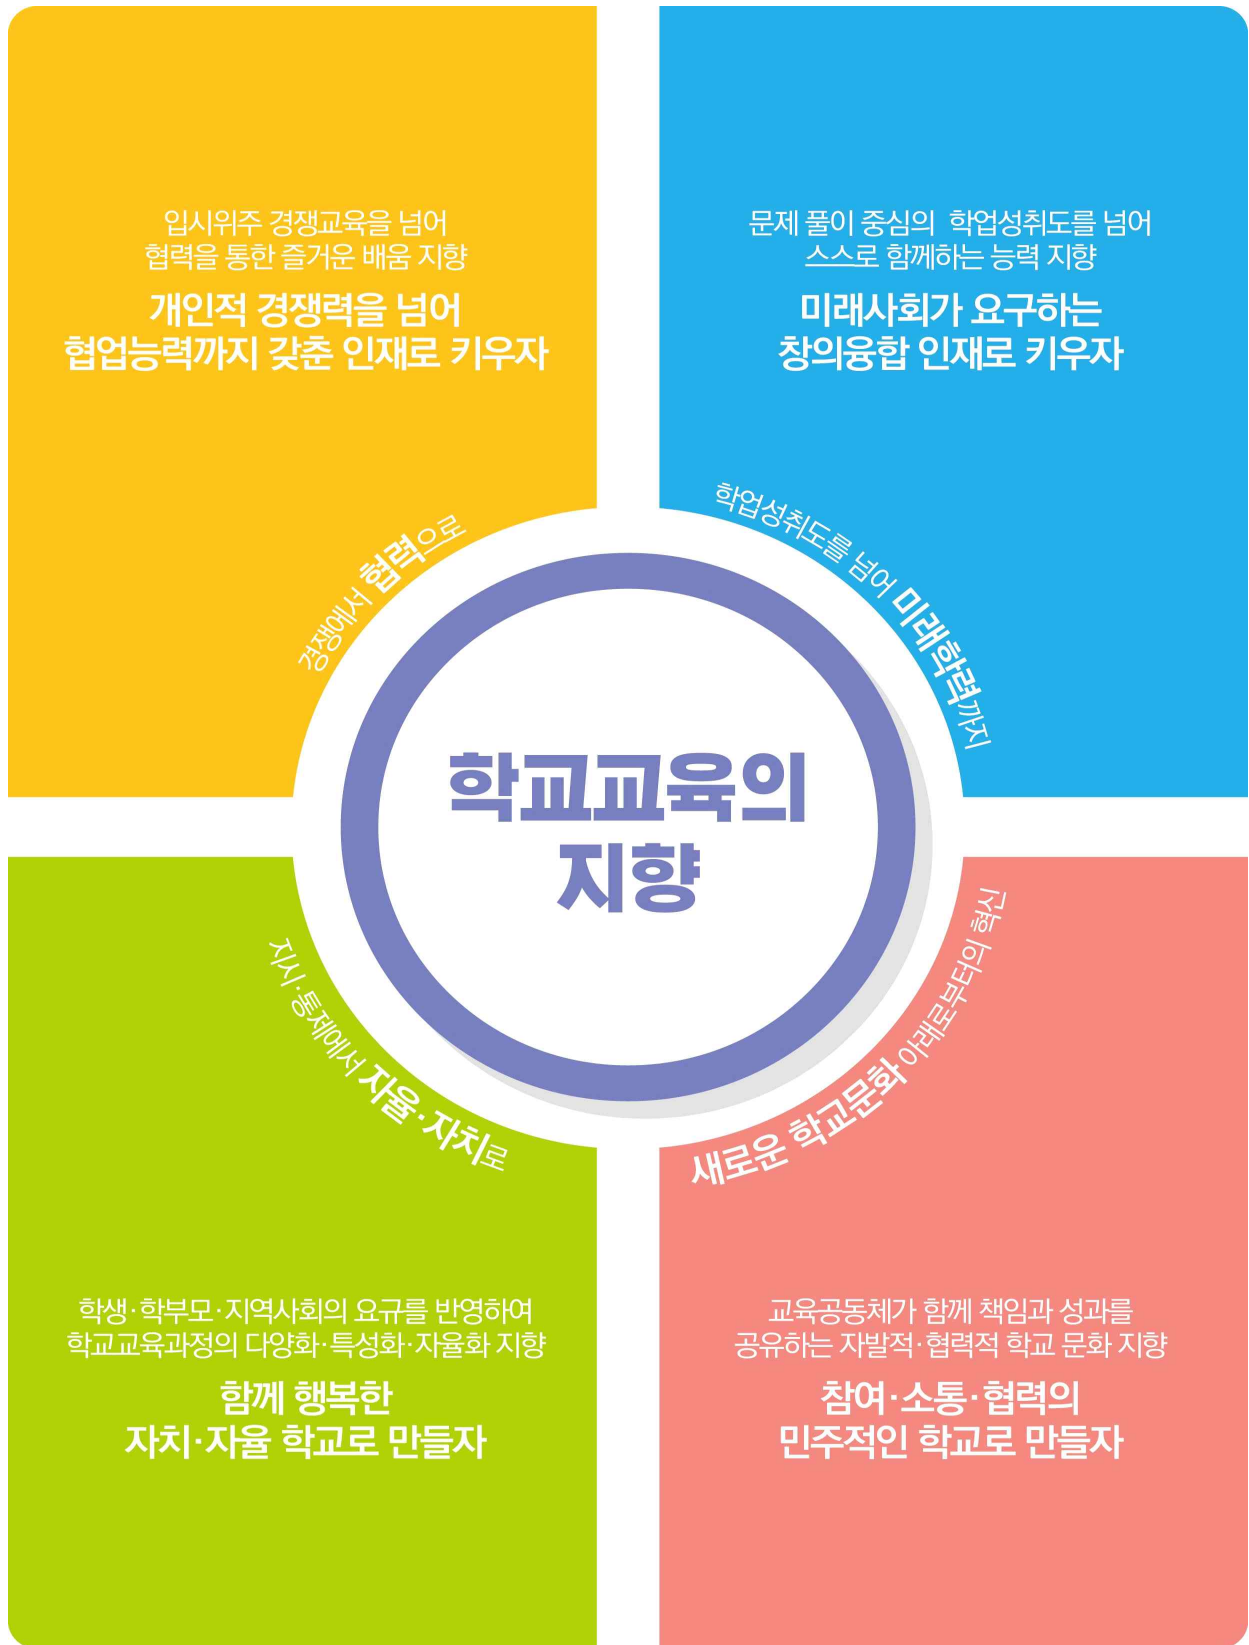 입시위주 경쟁교육을 넘어
협력을 통한 즐거운 배움 지향
개인적 경쟁력을 넘어
협업능력까지 갖춘 인재로 키우자
경쟁에서 협력으로
문제 풀이 중심의 학업성취도를 넘어
스스로 함께하는 능력 지향
미래사회가 요구하는
창의융합 인재로 키우자
학업성취도를 넘어 미래학력까지
학교교육의
지향
지시·통제에서 자율·자치로
학생·학부모·지역사회의 요규를 반영하여
학교교육과정의 다양화·특성화·자율화 지향
함께 행복한
자치·자율 학교로 만들자
새로운 학교문화 아래로부터의 혁신
교육공동체가 함께 책임과 성과를
공유하는 자발적·협력적 학교 문화 지향
참여·소통·협력의
민주적인 학교로 만들자